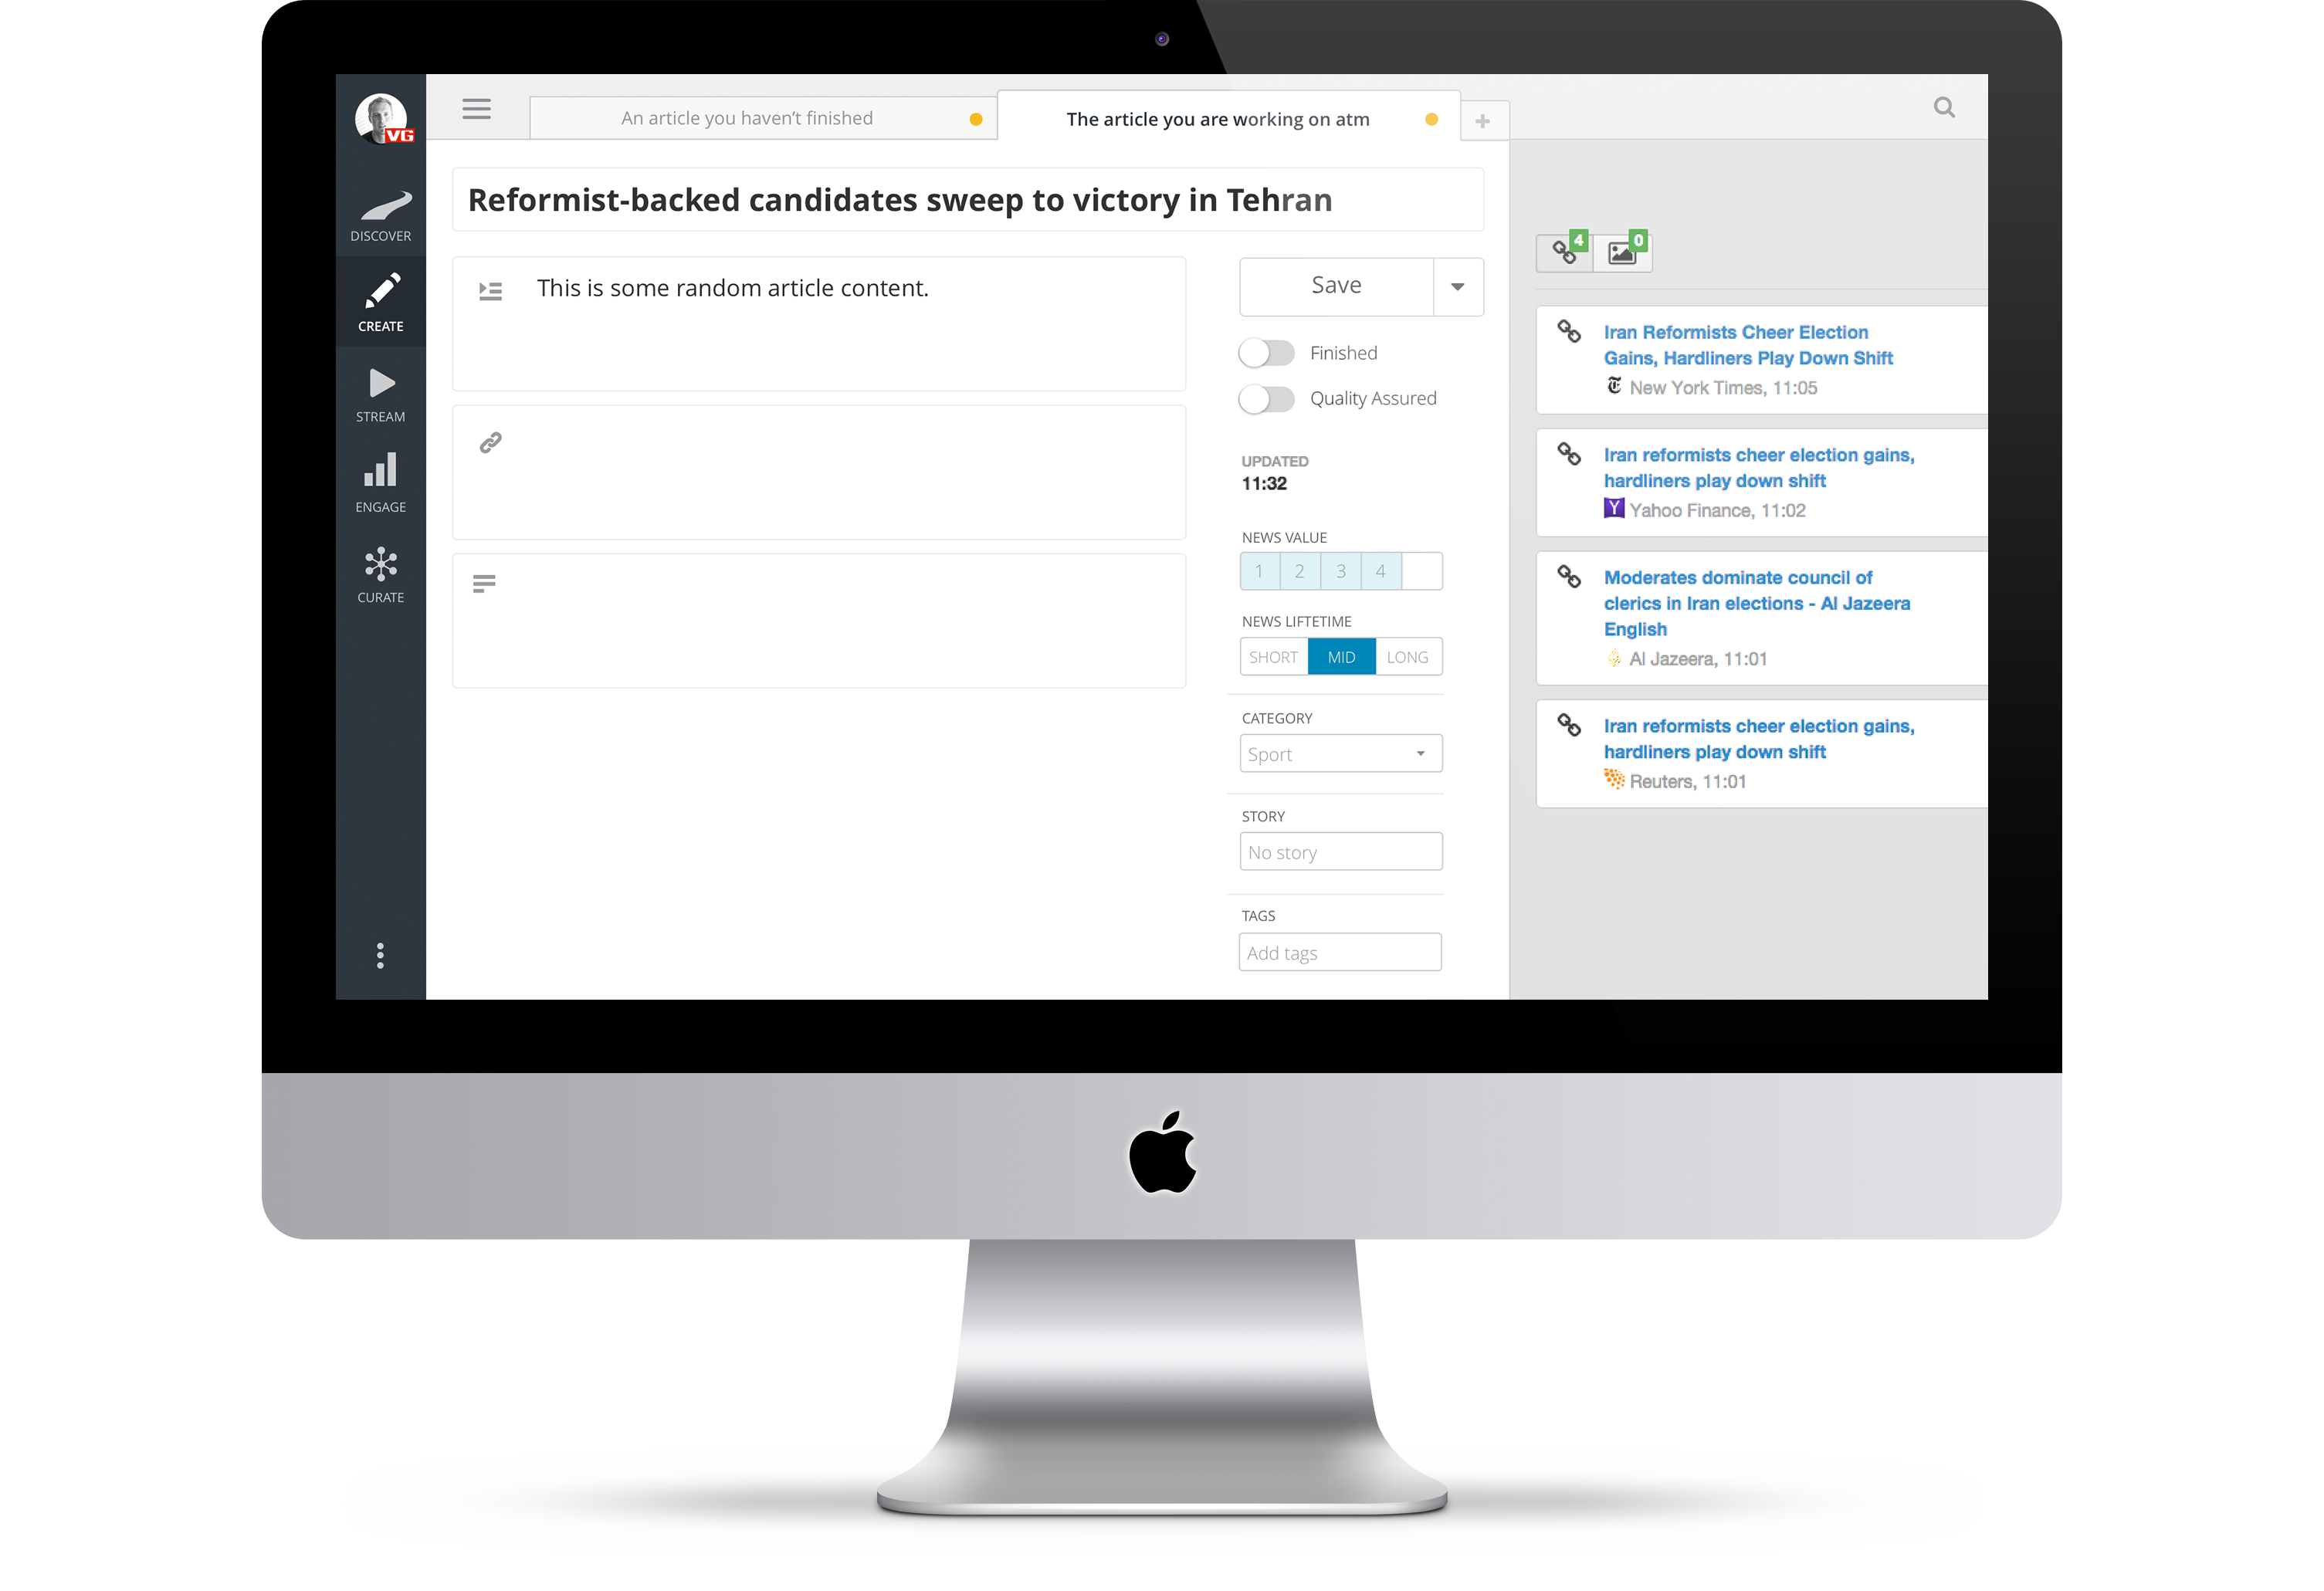 VG
DISCOVER
CREATE
STREAM
ENGAGE
CURATE
An article you haven't finished
The article you are working on atm
+
Reformist-backed candidates sweep to victory in Tehran
This is some random article content.
Save
Finished
Quality Assured
UPDATED
11:32
NEWS VALUE
1 2 3 4
NEWS LIFTETIME
SHORT MID LONG
CATEGORY
Sport
STORY
No story
TAGS
Add tags
4 0
Iran Reformists Cheer Election
Gains, Hardliners Play Down Shift
New York Times, 11:05
Iran reformists cheer election gains,
hardliners play down shift
Y Yahoo Finance, 11:02
Moderates dominate council of
clerics in Iran elections - Al Jazeera
English
Al Jazeera, 11:01
Iran reformists cheer election gains,
hardliners play down shift
Reuters, 11:01